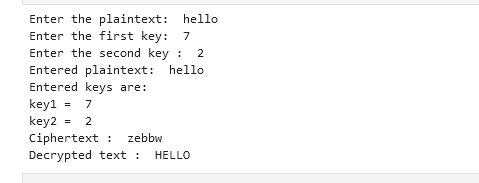 Enter the plaintext:  hello
Enter the first key:  7
Enter the second key :  2
Entered plaintext:  hello
Entered keys are:
key1 =  7
key2 =  2
Ciphertext :  zebbw
Decrypted text :  HELLO